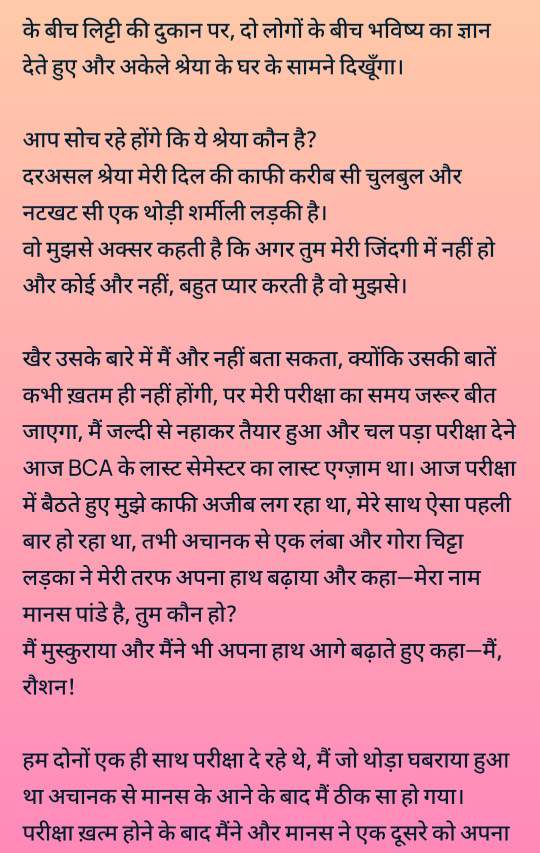 के बीच लिट्टी की दुकान पर, दो लोगों के बीच भविष्य का ज्ञान
देते हुए और अकेले श्रेया के घर के सामने दिखूँगा।
आप सोच रहे होंगे कि ये श्रेया कौन है?
दरअसल श्रेया मेरी दिल की काफी करीब सी चुलबुल और
नटखट सी एक थोड़ी शर्मीली लड़की है।
वो मुझसे अक्सर कहती है कि अगर तुम मेरी जिंदगी में नहीं हो
और कोई और नहीं, बहुत प्यार करती है वो मुझसे।
खैर उसके बारे में मैं और नहीं बता सकता, क्योंकि उसकी बातें
कभी ख़तम ही नहीं होंगी, पर मेरी परीक्षा का समय जरूर बीत
जाएगा, मैं जल्दी से नहाकर तैयार हुआ और चल पड़ा परीक्षा देने
आज BCA के लास्ट सेमेस्टर का लास्ट एग्ज़ाम था। आज परीक्षा
में बैठते हुए मुझे काफी अजीब लग रहा था, मेरे साथ ऐसा पहली
बार हो रहा था, तभी अचानक से एक लंबा और गोरा चिट्टा
लड़का ने मेरी तरफ अपना हाथ बढ़ाया और कहा—मेरा नाम
मानस पांडे है, तुम कौन हो?
मैं मुस्कुराया और मैंने भी अपना हाथ आगे बढ़ाते हुए कहा—मैं,
रौशन!
हम दोनों एक ही साथ परीक्षा दे रहे थे, मैं जो थोड़ा घबराया हुआ
था अचानक से मानस के आने के बाद मैं ठीक सा हो गया।
परीक्षा ख़त्म होने के बाद मैंने और मानस ने एक दूसरे को अपना